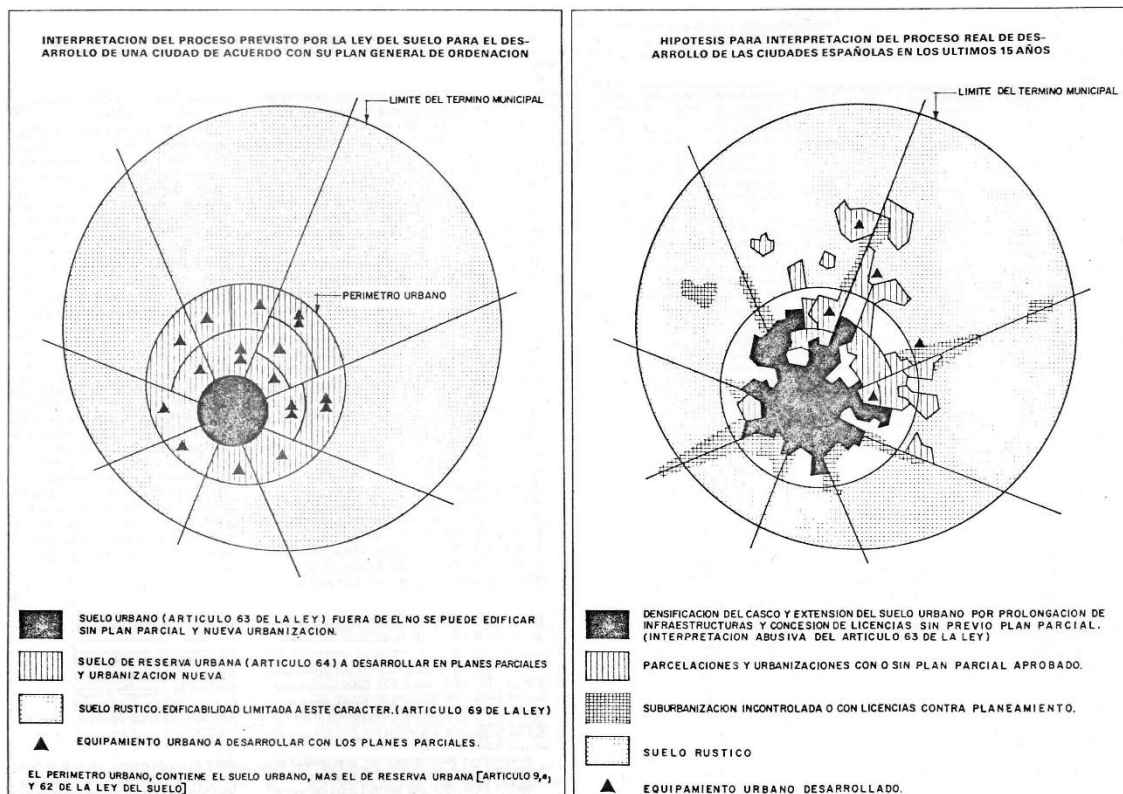 INTERPRETACION DEL PROCESO PREVISTO POR LA LEY DEL SUELO PARA EL DES-
ARROLLO DE UNA CIUDAD DE ACUERDO CON SU PLAN GENERAL DE ORDENACION
LIMITE DEL TERMINO MUNICIPAL
PERIMETRO URBANO
SUELO URBANO (ARTICULO 63 DE LA LEY) FUERA DE EL NO SE PUEDE EDIFICAR
SIN PLAN PARCIAL Y NUEVA URBANIZACION.
SUELO DE RESERVA URBANA (ARTICULO 64) A DESARROLLAR EN PLANES PARCIALES
Y URBANIZACION NUEVA.
SUELO RUSTICO. EDIFICABILIDAD LIMITADA A ESTE CARACTER. (ARTICULO 69 DE LA LEY)
EQUIPAMIENTO URBANO A DESARROLLAR CON LOS PLANES PARCIALES.
EL PERIMETRO URBANO, CONTIENE EL SUELO URBANO, MAS EL DE RESERVA URBANA [ARTICULO 9,e)
Y 62 DE LA LEY DEL SUELO]
HIPOTESIS PARA INTERPRETACION DEL PROCESO REAL DE DES-
ARROLLO DE LAS CIUDADES ESPAÑOLAS EN LOS ULTIMOS 15 AÑOS
LIMITE DEL TERMINO MUNICIPAL
DENSIFICACION DEL CASCO Y EXTENSION DEL SUELO URBANO POR PROLONGACION DE
INFRAESTRUCTURAS Y CONCESION DE LICENCIAS SIN PREVIO PLAN PARCIAL.
(INTERPRETACION ABUSIVA DEL ARTICULO 63 DE LA LEY)
PARCELACIONES Y URBANIZACIONES CON O SIN PLAN PARCIAL APROBADO.
SUBURBANIZACION INCONTROLADA O CON LICENCIAS CONTRA PLANEAMIENTO.
SUELO RUSTICO
EQUIPAMIENTO URBANO DESARROLLADO.